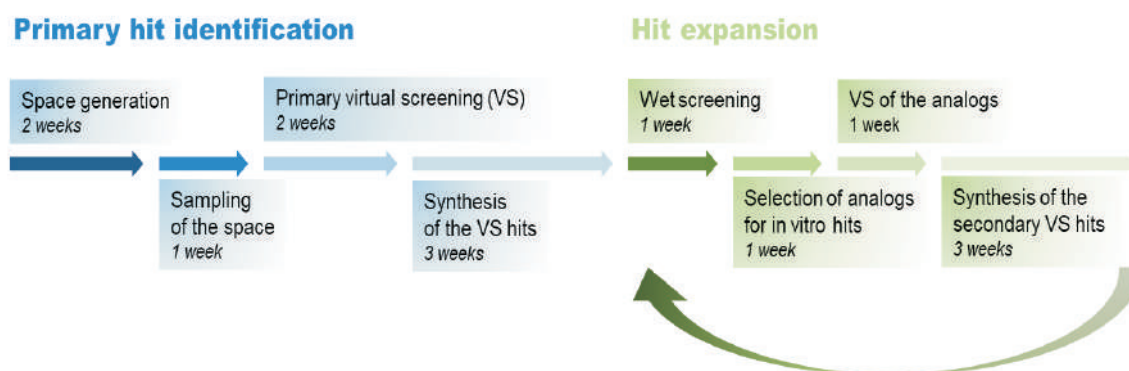 Primary hit identification
Space generation
2 weeks
Sampling
of the space
1 week
Primary virtual screening (VS)
2 weeks
Synthesis
of the VS hits
3 weeks
Hit expansion
Wet screening
1 week
Selection of analogs
for in vitro hits
1 week
VS of the analogs
1 week
Synthesis of the
secondary VS hits
3 weeks